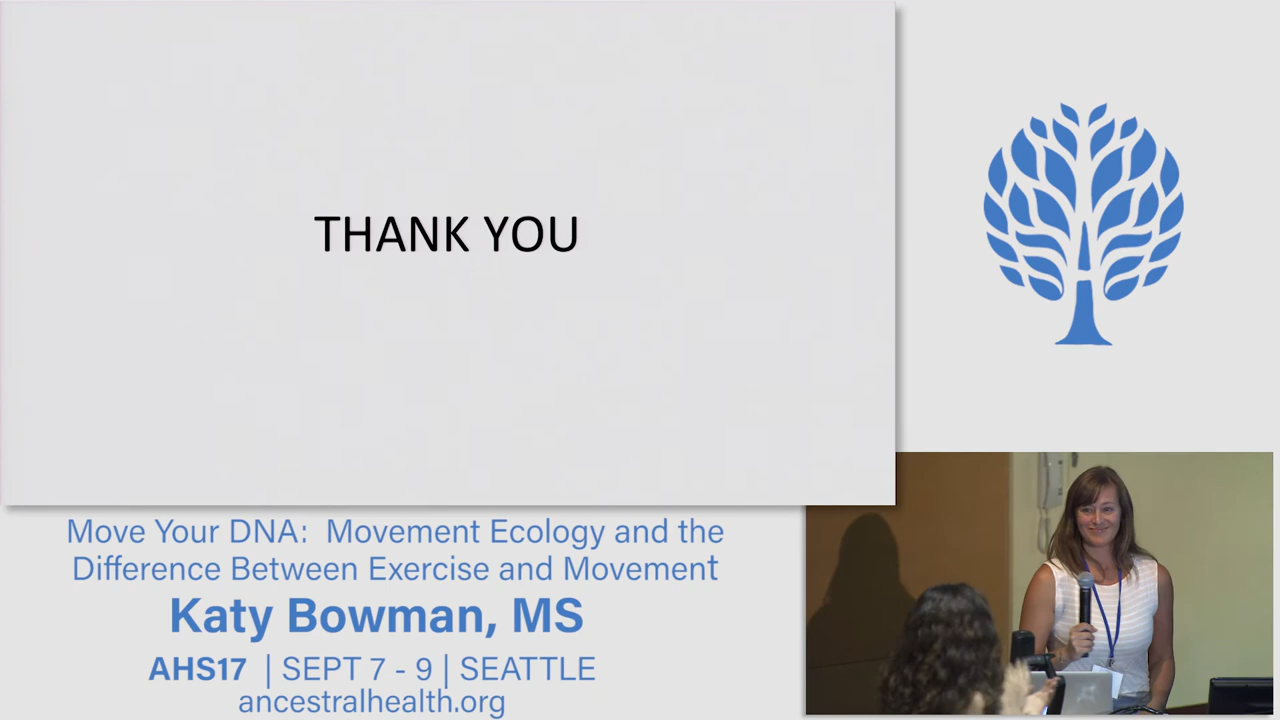 THANK YOU
Move Your DNA: Movement Ecology and the
Difference Between Exercise and Movement
Katy Bowman, MS
AHS17 | SEPT 7 - 9 | SEATTLE
ancestralhealth.org